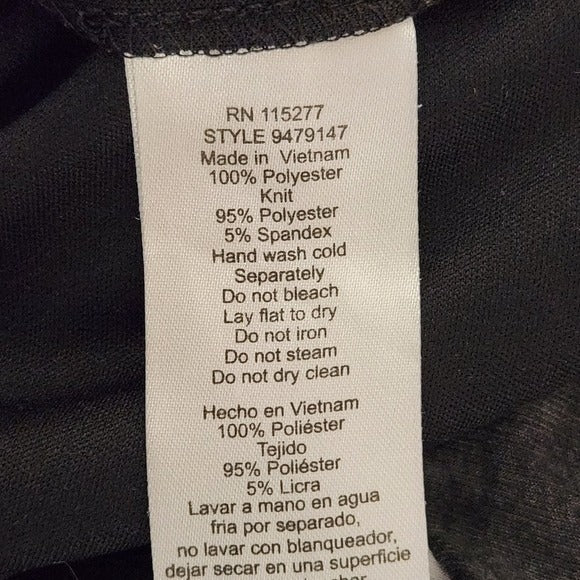 RN 115277
STYLE 9479147
Made in Vietnam
100% Polyester
Knit
95% Polyester
5% Spandex
Hand wash cold
Separately
Do not bleach
Lay flat to dry
Do not iron
Do not steam
Do not dry clean
Hecho en Vietnam
100% Poliéster
Tejido
95% Poliéster
5% Licra
Lavar a mano en agua
fria por separado,
no lavar con blanqueador,
dejar secar en una superficie